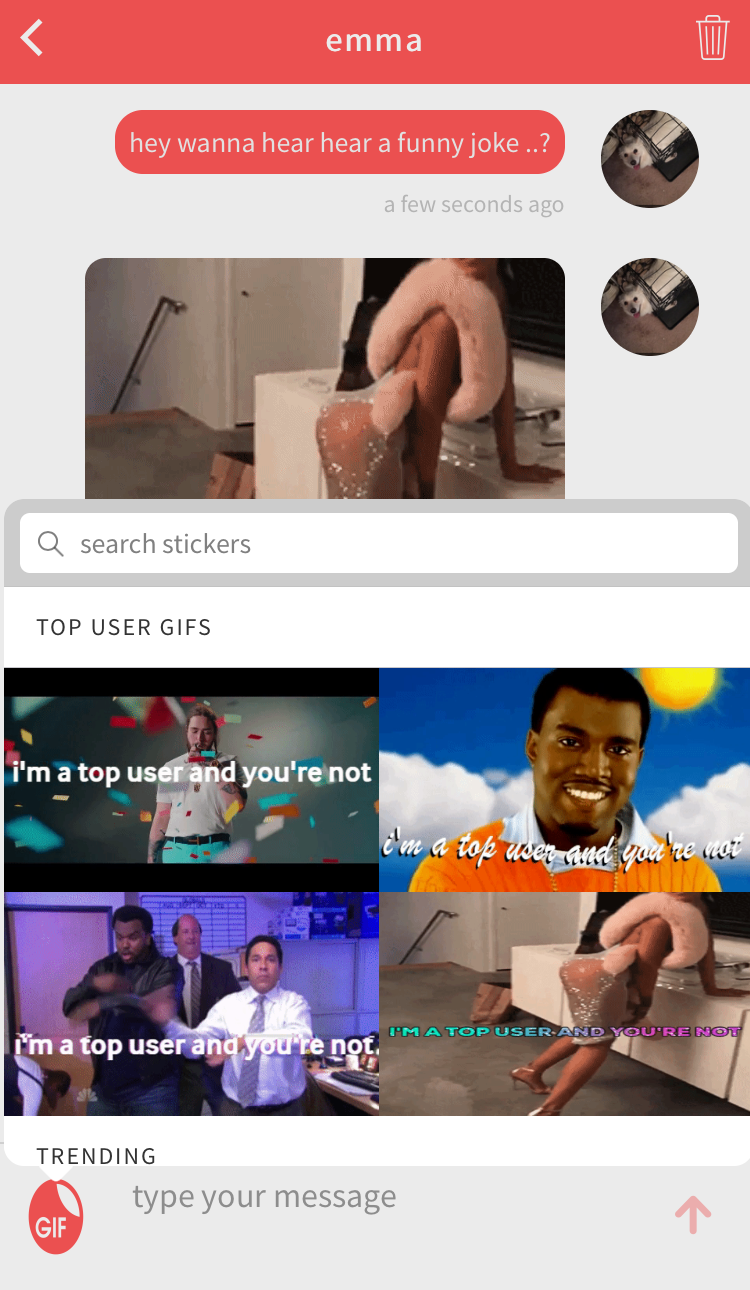 emma
hey wanna hear hear a funny joke ..?
a few seconds ago
search stickers
TOP USER GIFS
i'm a top user and you're not
i'm a top user and you're not
i'm a top user and you're not.
I'M A TOP USER AND YOU'RE NOT
TRENDING
GIF
type your message